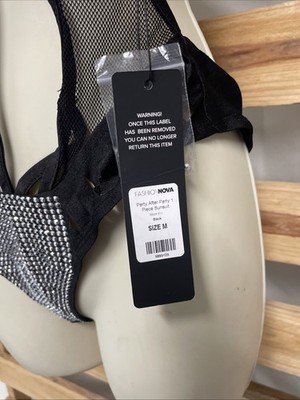 WARNING!
ONCE THIS LABEL
HAS BEEN REMOVED
YOU CAN NO LONGER
RETURN THIS ITEM
FASHION NOVA
Party After Party 1
Piece Sunsuit
Black
SIZE M